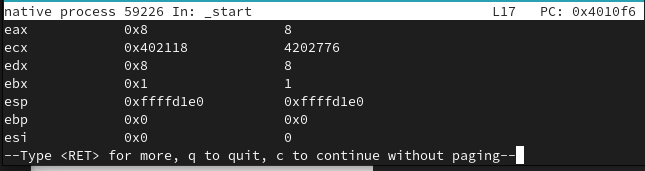 native process 59226 In: _start L17 PC: 0x4010f6
eax 0x8 8
ecx 0x402118 4202776
edx 0x8 8
ebx 0x1 1
esp 0xffffd1e0 0xffffd1e0
ebp 0x0 0x0
esi 0x0 0
--Type <RET> for more, q to quit, c to continue without paging--